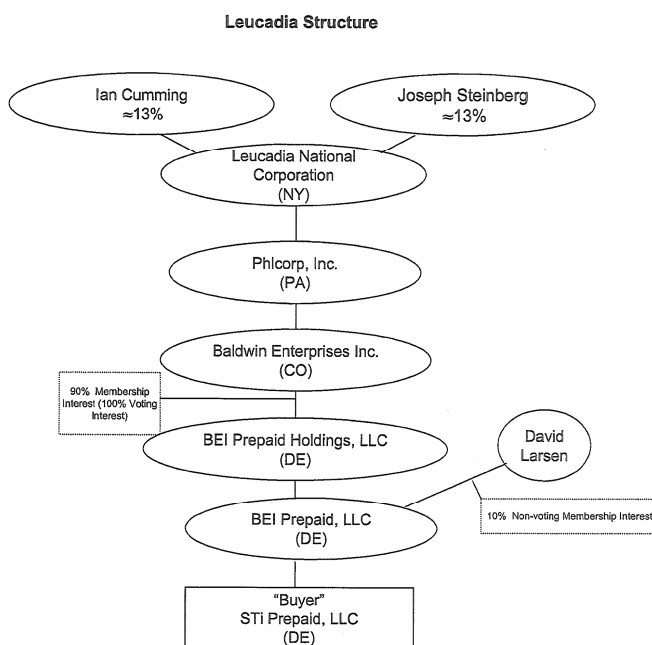 Leucadia Structure
Ian Cumming
≈13%
Joseph Steinberg
≈13%
Leucadia National
Corporation
(NY)
Phlcorp, Inc.
(PA)
Baldwin Enterprises Inc.
(CO)
90% Membership
Interest (100% Voting
Interest)
BEI Prepaid Holdings, LLC
(DE)
David
Larsen
BEI Prepaid, LLC
(DE)
10% Non-voting Membership Interest
"Buyer"
STi Prepaid, LLC
(DE)